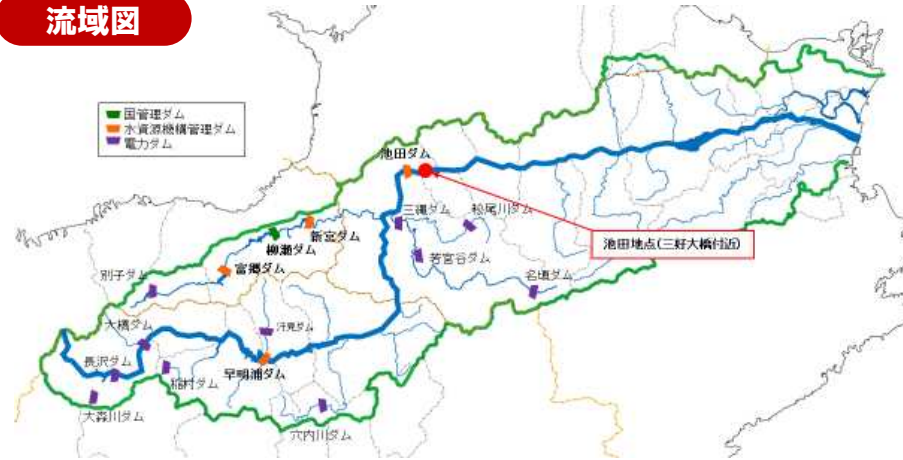 流域図
国管理ダム
水資源機構管理ダム
電力ダム
池田ダム
三縄ダム
松尾川ダム
新宮ダム
柳瀬ダム
池田地点(三好大橋付近)
富郷ダム
若宮谷ダム
別子ダム
名頃ダム
大橋ダム
汗見ダム
長沢ダム
早明浦ダム
稲村ダム
大森川ダム
穴内川ダム